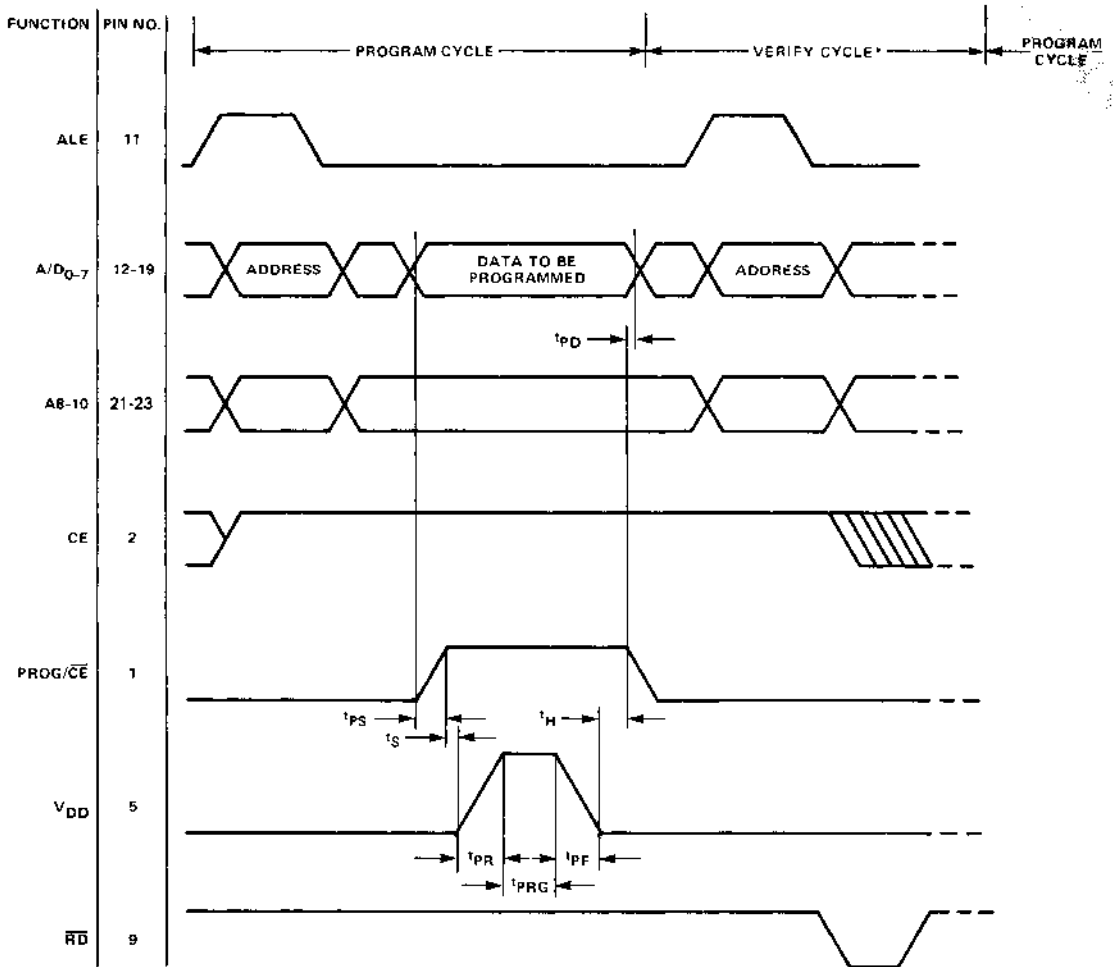 FUNCTION PIN NO.
PROGRAM CYCLE VERIFY CYCLE* PROGRAM CYCLE
ALE 11
A/D0–7 12–19 ADDRESS DATA TO BE PROGRAMMED ADDRESS
tPD
A8–10 21-23
CE 2
PROG/C̅E̅ 1
tPS tH
tS
VDD 5
tPR tPF
tPRG
R̅D̅ 9